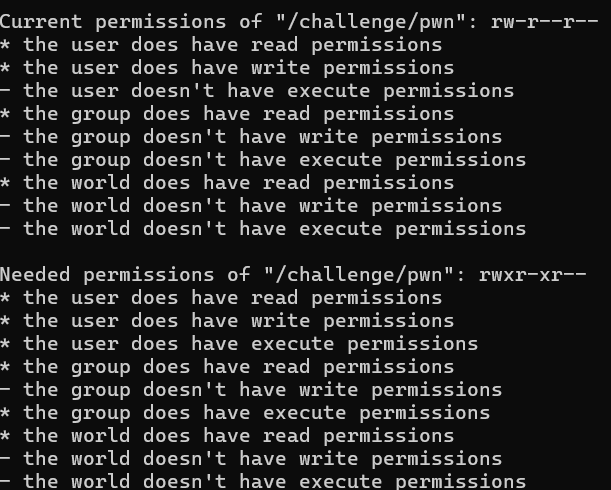 Current permissions of "/challenge/pwn": rw-r--r--
* the user does have read permissions
* the user does have write permissions
- the user doesn't have execute permissions
* the group does have read permissions
- the group doesn't have write permissions
- the group doesn't have execute permissions
* the world does have read permissions
- the world doesn't have write permissions
- the world doesn't have execute permissions
Needed permissions of "/challenge/pwn": rwxr-xr--
* the user does have read permissions
* the user does have write permissions
* the user does have execute permissions
* the group does have read permissions
- the group doesn't have write permissions
* the group does have execute permissions
* the world does have read permissions
- the world doesn't have write permissions
- the world doesn't have execute permissions